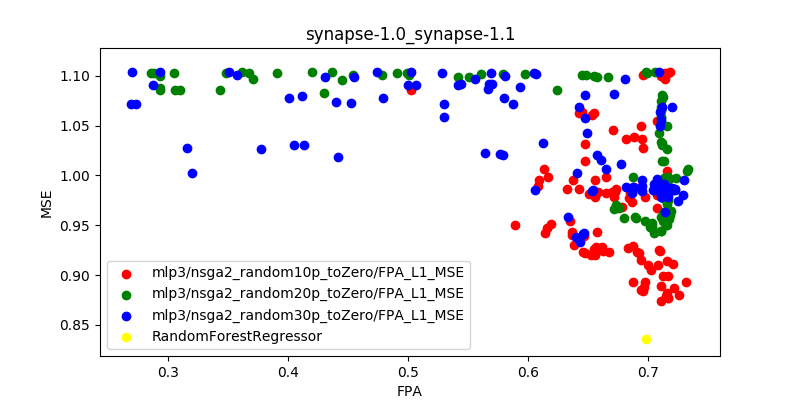 synapse-1.0_synapse-1.1
MSE
1.10
1.05
1.00
0.95
0.90
0.85
mlp3/nsga2_random10p_toZero/FPA_L1_MSE
mlp3/nsga2_random20p_toZero/FPA_L1_MSE
mlp3/nsga2_random30p_toZero/FPA_L1_MSE
RandomForestRegressor
0.3 0.4 0.5 0.6 0.7
FPA